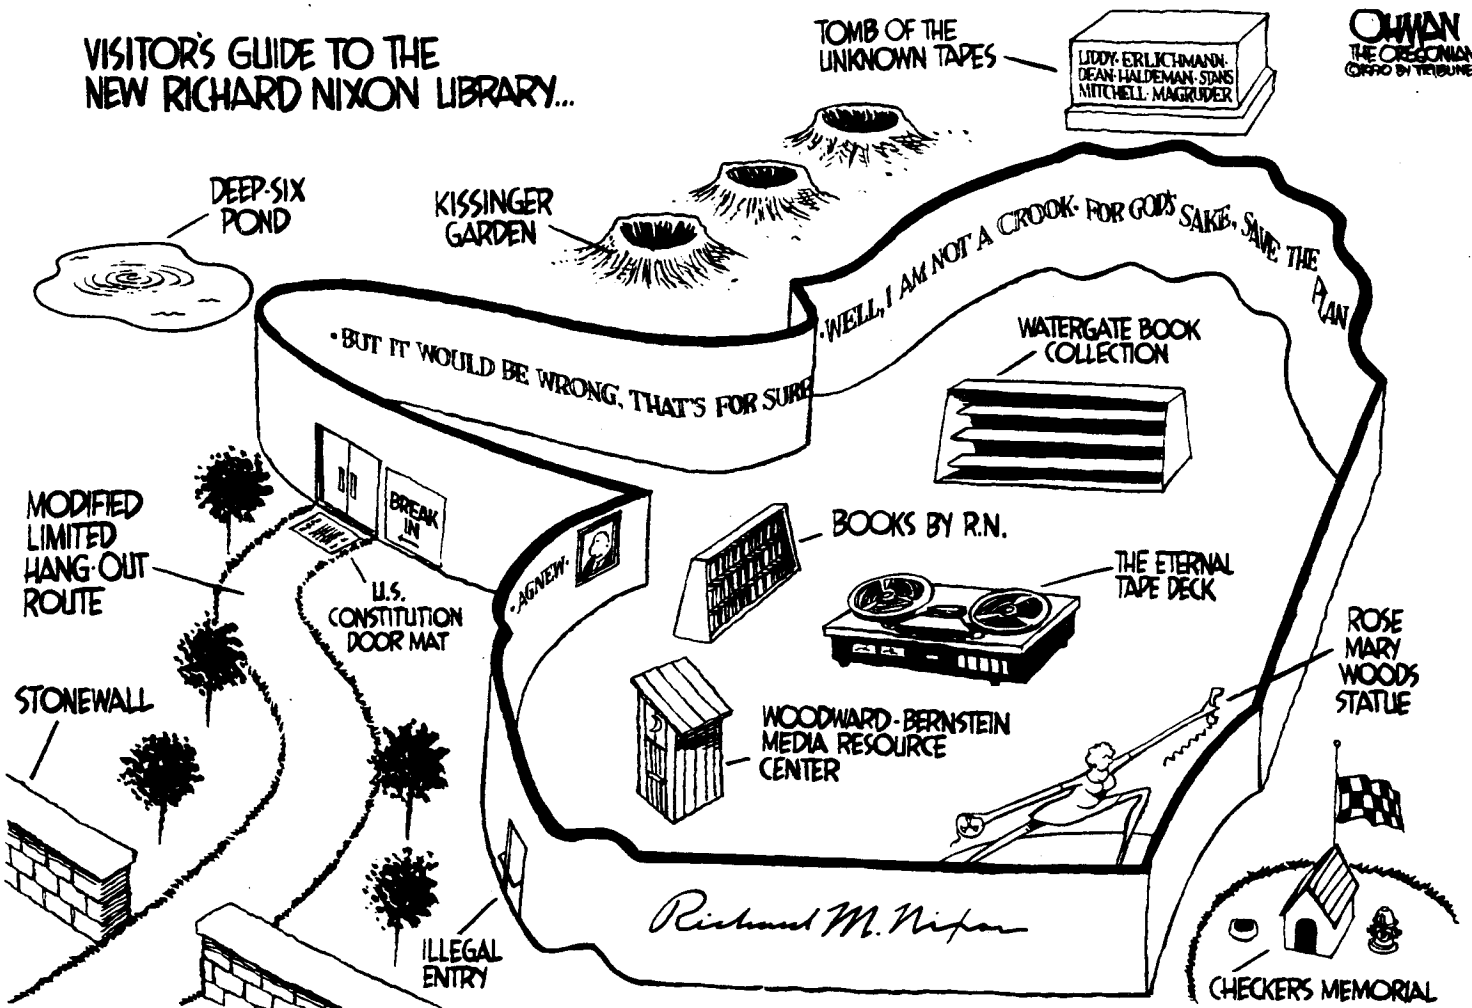 VISITOR'S GUIDE TO THE
NEW RICHARD NIXON LIBRARY...
TOMB OF THE
UNKNOWN TAPES
LIDDY · ERLICHMANN ·
DEAN · HALDEMAN · STANS
MITCHELL · MAGRUDER
OHMAN
THE OREGONIAN
©1990 BY TRIBUNE
DEEP-SIX
POND
KISSINGER
GARDEN
· BUT IT WOULD BE WRONG, THAT'S FOR SURE
· WELL, I AM NOT A CROOK · FOR GOD'S SAKE, SAVE THE PLAN
WATERGATE BOOK
COLLECTION
BOOKS BY R.N.
THE ETERNAL
TAPE DECK
MODIFIED
LIMITED
HANG-OUT
ROUTE
BREAK
IN
U.S.
CONSTITUTION
DOOR MAT
· AGNEW ·
ROSE
MARY
WOODS
STATUE
STONEWALL
WOODWARD-BERNSTEIN
MEDIA RESOURCE
CENTER
Richard M. Nixon
ILLEGAL
ENTRY
CHECKERS MEMORIAL